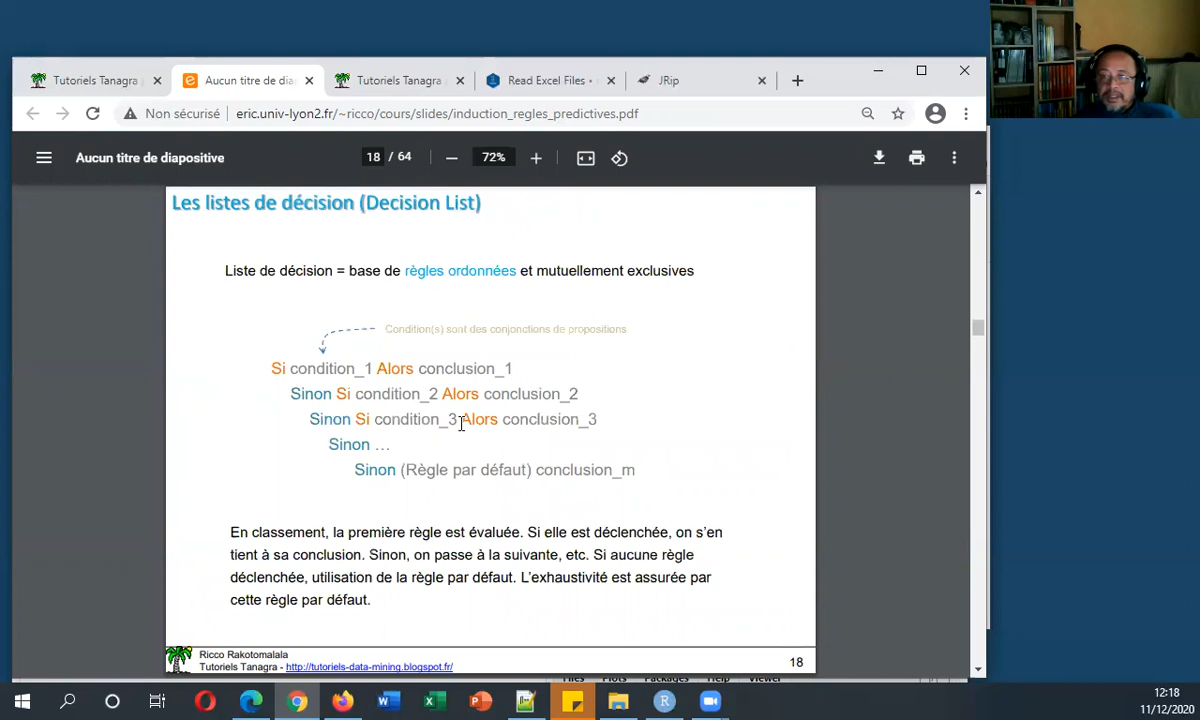 Tutoriels Tanagra
Aucun titre de dia
Tutoriels Tanagra
Read Excel Files •
JRip
Non sécurisé
eric.univ-lyon2.fr/~ricco/cours/slides/induction_regles_predictives.pdf
Aucun titre de diapositive
18 / 64
72%
Les listes de décision (Decision List)
Liste de décision = base de règles ordonnées et mutuellement exclusives
Condition(s) sont des conjonctions de propositions
Si condition_1 Alors conclusion_1
Sinon Si condition_2 Alors conclusion_2
Sinon Si condition_3 Alors conclusion_3
Sinon …
Sinon (Règle par défaut) conclusion_m
En classement, la première règle est évaluée. Si elle est déclenchée, on s'en
tient à sa conclusion. Sinon, on passe à la suivante, etc. Si aucune règle
déclenchée, utilisation de la règle par défaut. L'exhaustivité est assurée par
cette règle par défaut.
Ricco Rakotomalala
Tutoriels Tanagra - http://tutoriels-data-mining.blogspot.fr/
18
Files Plots Packages Help Viewer
12:18
11/12/2020